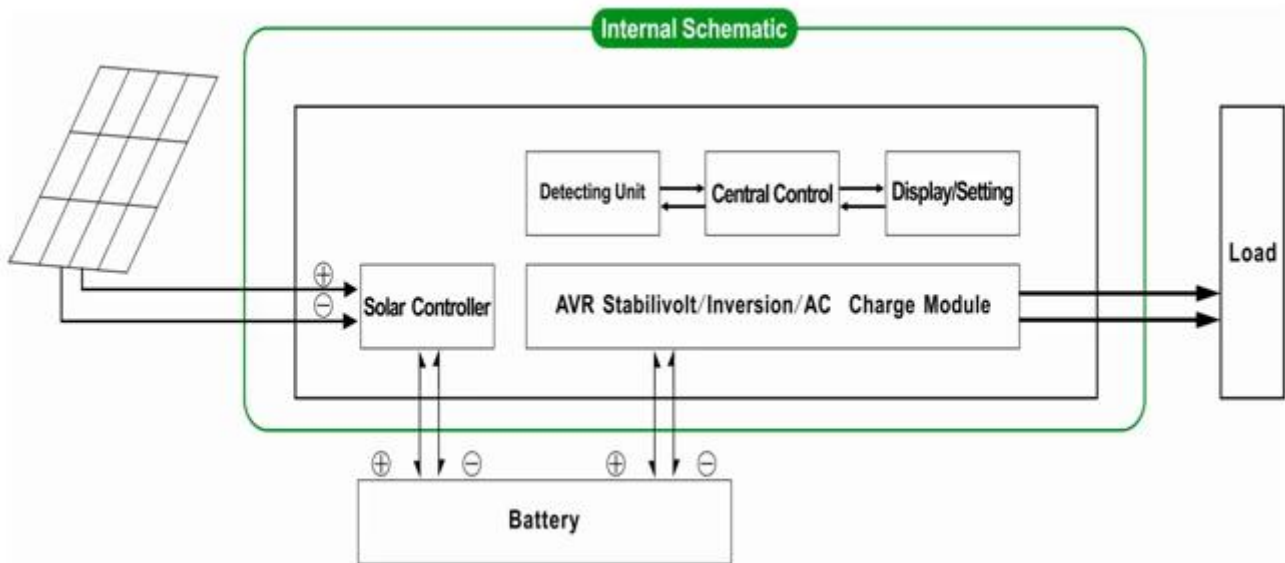 Internal Schematic
Detecting Unit
Central Control
Display/Setting
Load
⊕
⊖
Solar Controller
AVR Stabilivolt/Inversion/AC Charge Module
⊕ ⊖ ⊕ ⊖
Battery